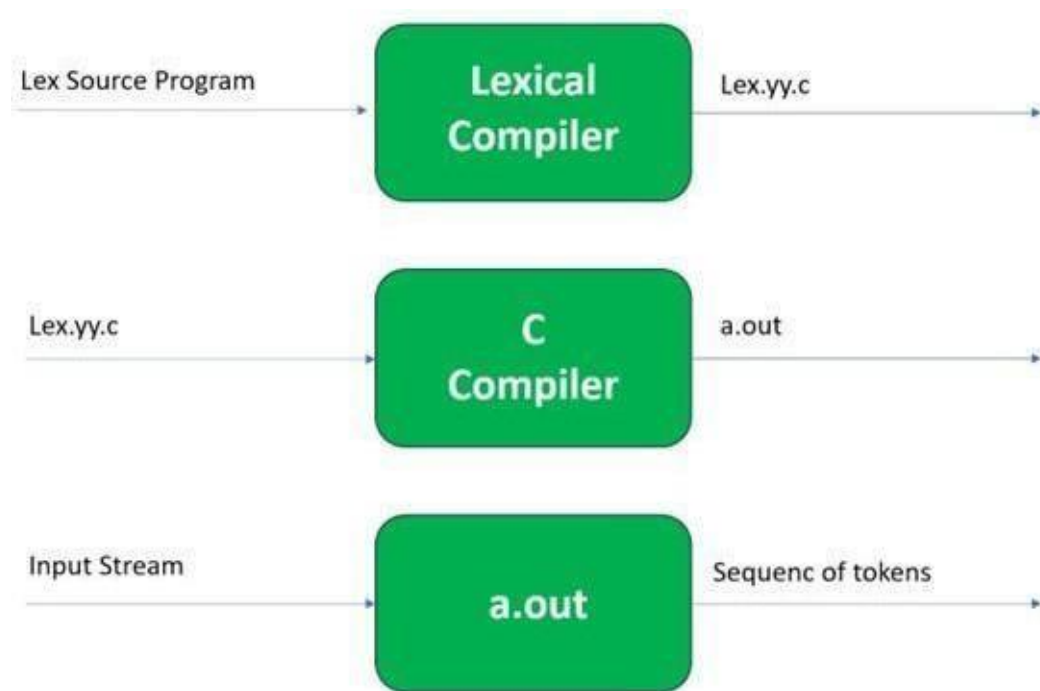 Lex Source Program
Lexical
Compiler
Lex.yy.c
Lex.yy.c
C
Compiler
a.out
Input Stream
a.out
Sequenc of tokens